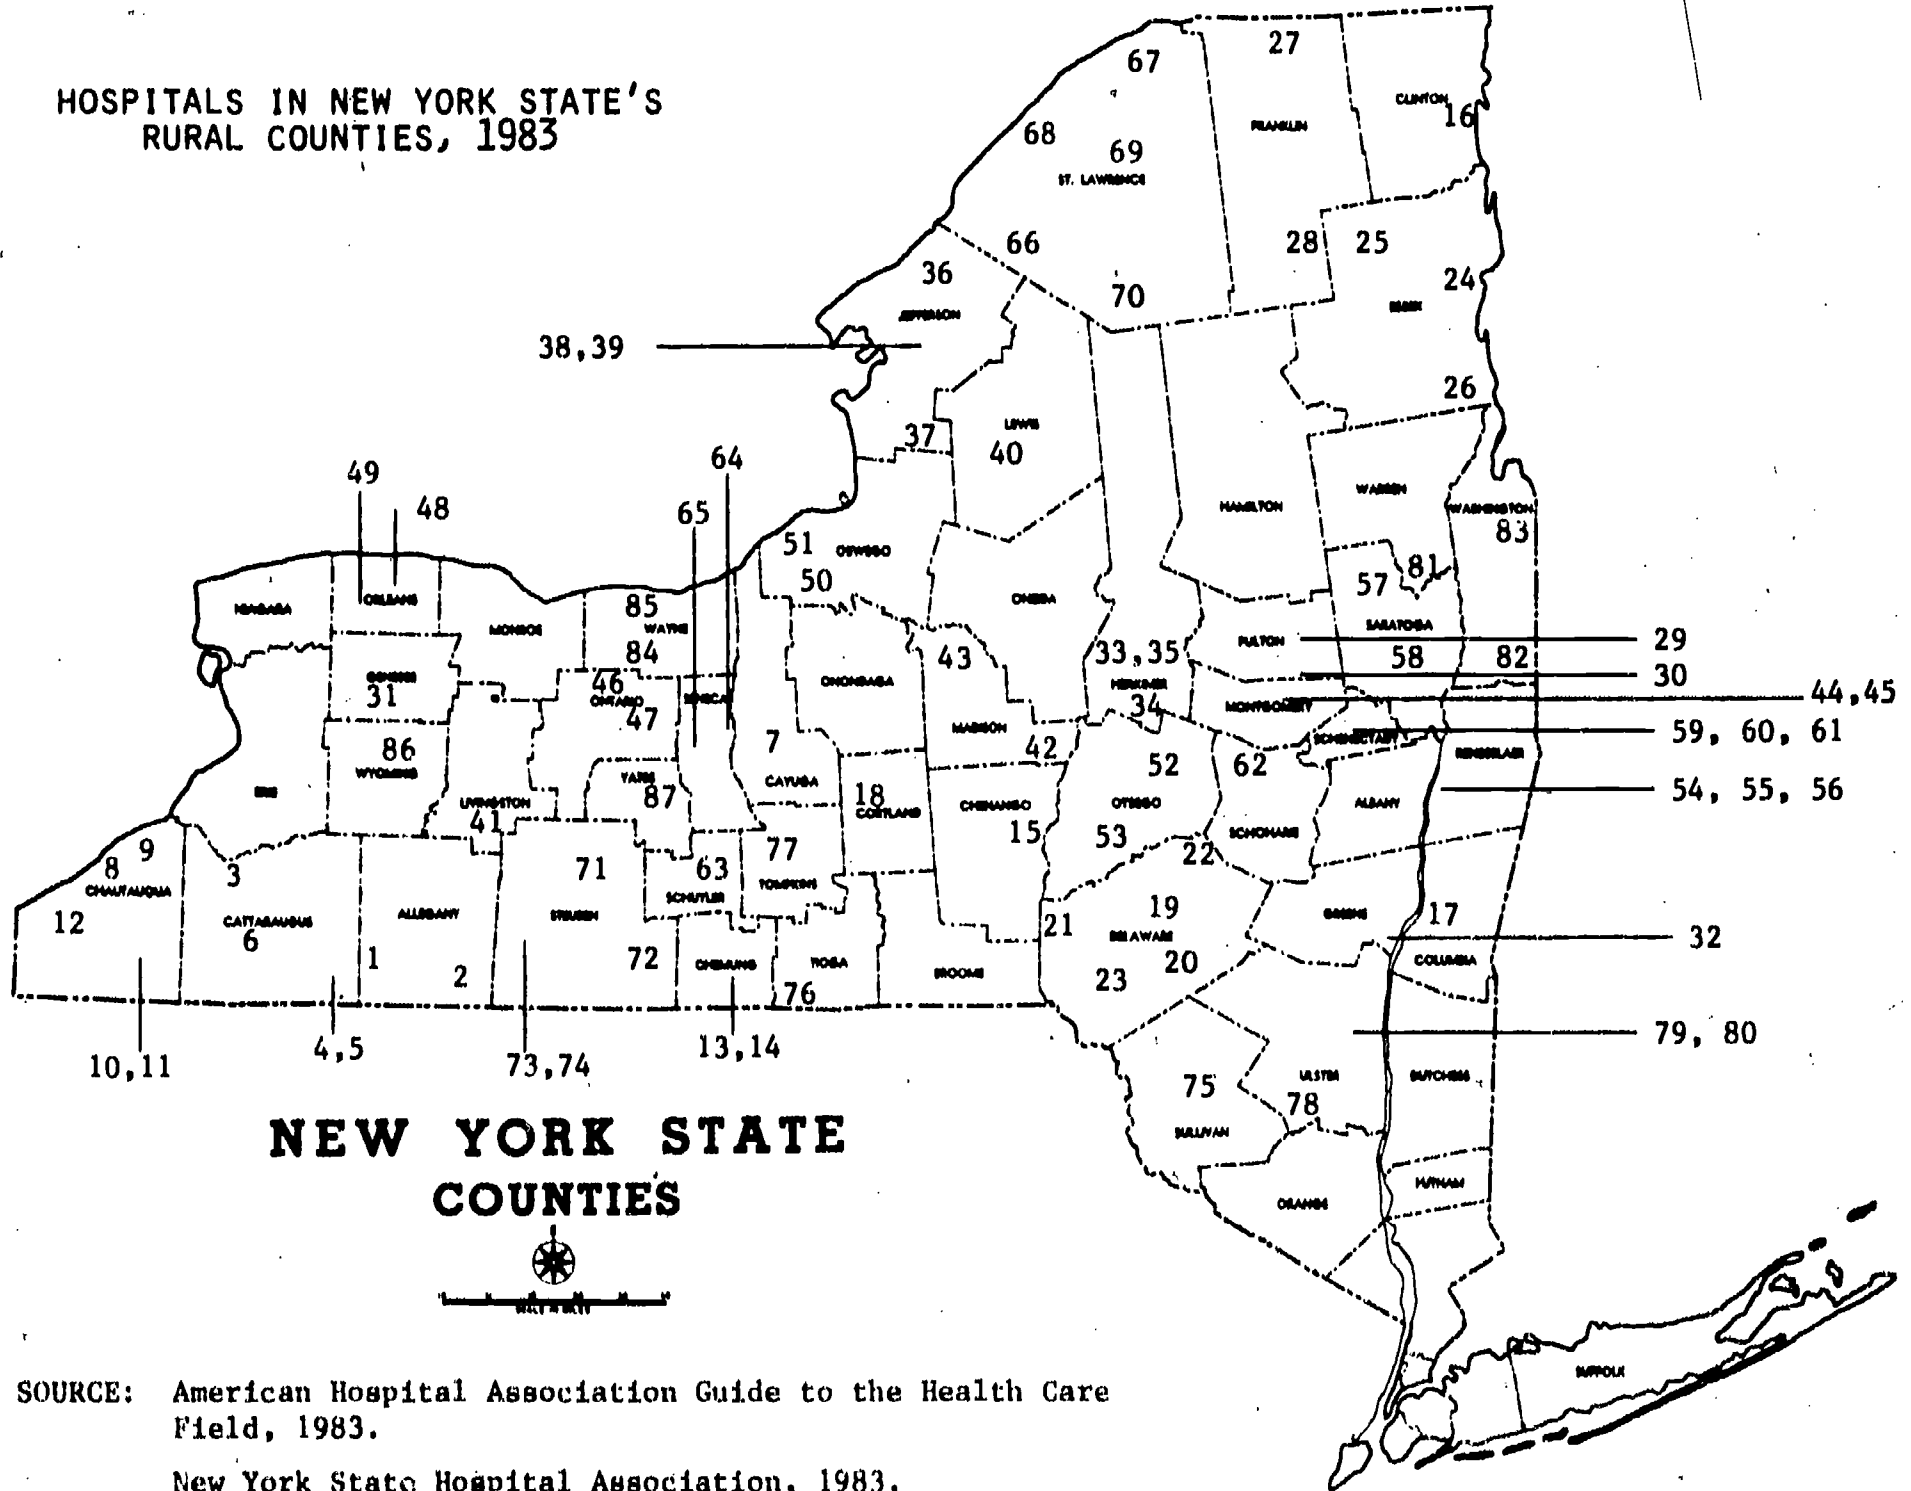 HOSPITALS IN NEW YORK STATE'S
RURAL COUNTIES, 1983
67
27
CLINTON
16
FRANKLIN
68
69
ST. LAWRENCE
66
28
25
36
24
70
JEFFERSON
ESSEX
38,39
26
37
LEWIS
40
64
49
48
65
WARREN
HAMILTON
WASHINGTON
83
51
OSWEGO
50
81
57
NIAGARA
ORLEANS
85
ONEIDA
MONROE
WAYNE
SARATOGA
FULTON
29
84
43
33,35
58
82
30
GENESEE
31
46
ONTARIO
SENECA
ONONDAGA
HERKIMER
34
MONTGOMERY
44,45
47
MADISON
42
SCHENECTADY
59, 60, 61
86
WYOMING
7
52
62
RENSSELAER
ERIE
YATES
87
CAYUGA
18
CORTLAND
CHENANGO
OTSEGO
ALBANY
54, 55, 56
LIVINGSTON
41
15
53
SCHOHARIE
22
9
8
CHAUTAUQUA
3
71
63
77
SCHUYLER
TOMPKINS
12
CATTARAUGUS
6
ALLEGANY
STEUBEN
21
19
DELAWARE
GREENE
17
32
1
2
72
CHEMUNG
TIOGA
BROOME
20
23
COLUMBIA
76
10,11
4,5
73,74
13,14
79, 80
75
ULSTER
DUTCHESS
78
SULLIVAN
NEW YORK STATE
COUNTIES
PUTNAM
ORANGE
SCALE IN MILES
SUFFOLK
SOURCE: American Hospital Association Guide to the Health Care
Field, 1983.
New York State Hospital Association, 1983.